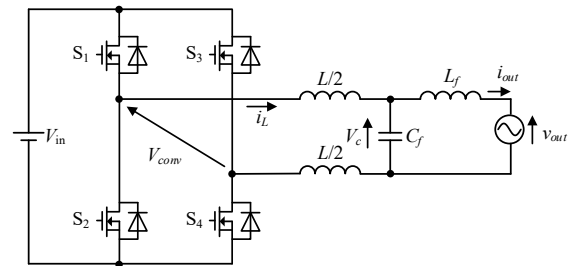 S1
S3
L/2
Lf
iout
iL
Vin
Vconv
Vc
Cf
vout
L/2
S2
S4